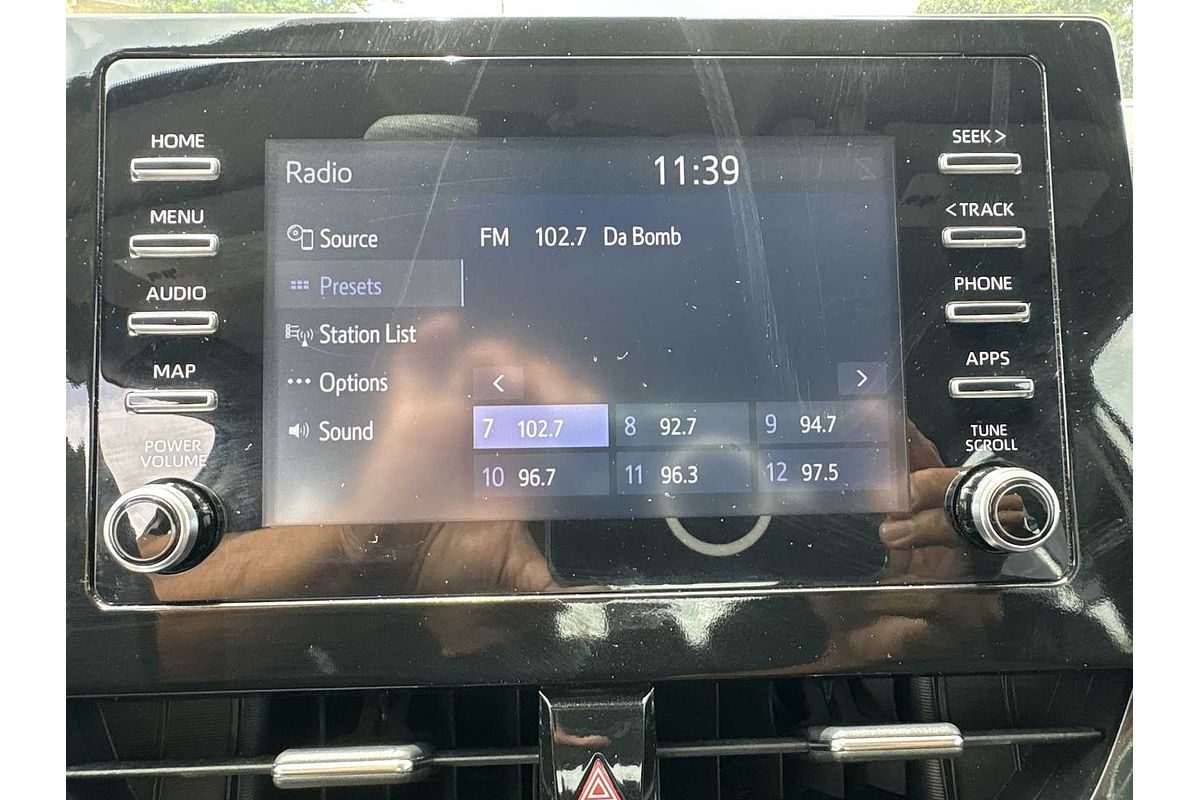 HOME
MENU
AUDIO
MAP
POWER
VOLUME
Radio
11:39
Source
Presets
Station List
Options
Sound
FM 102.7 Da Bomb
< >
7 102.7 8 92.7 9 94.7
10 96.7 11 96.3 12 97.5
SEEK >
< TRACK
PHONE
APPS
TUNE
SCROLL